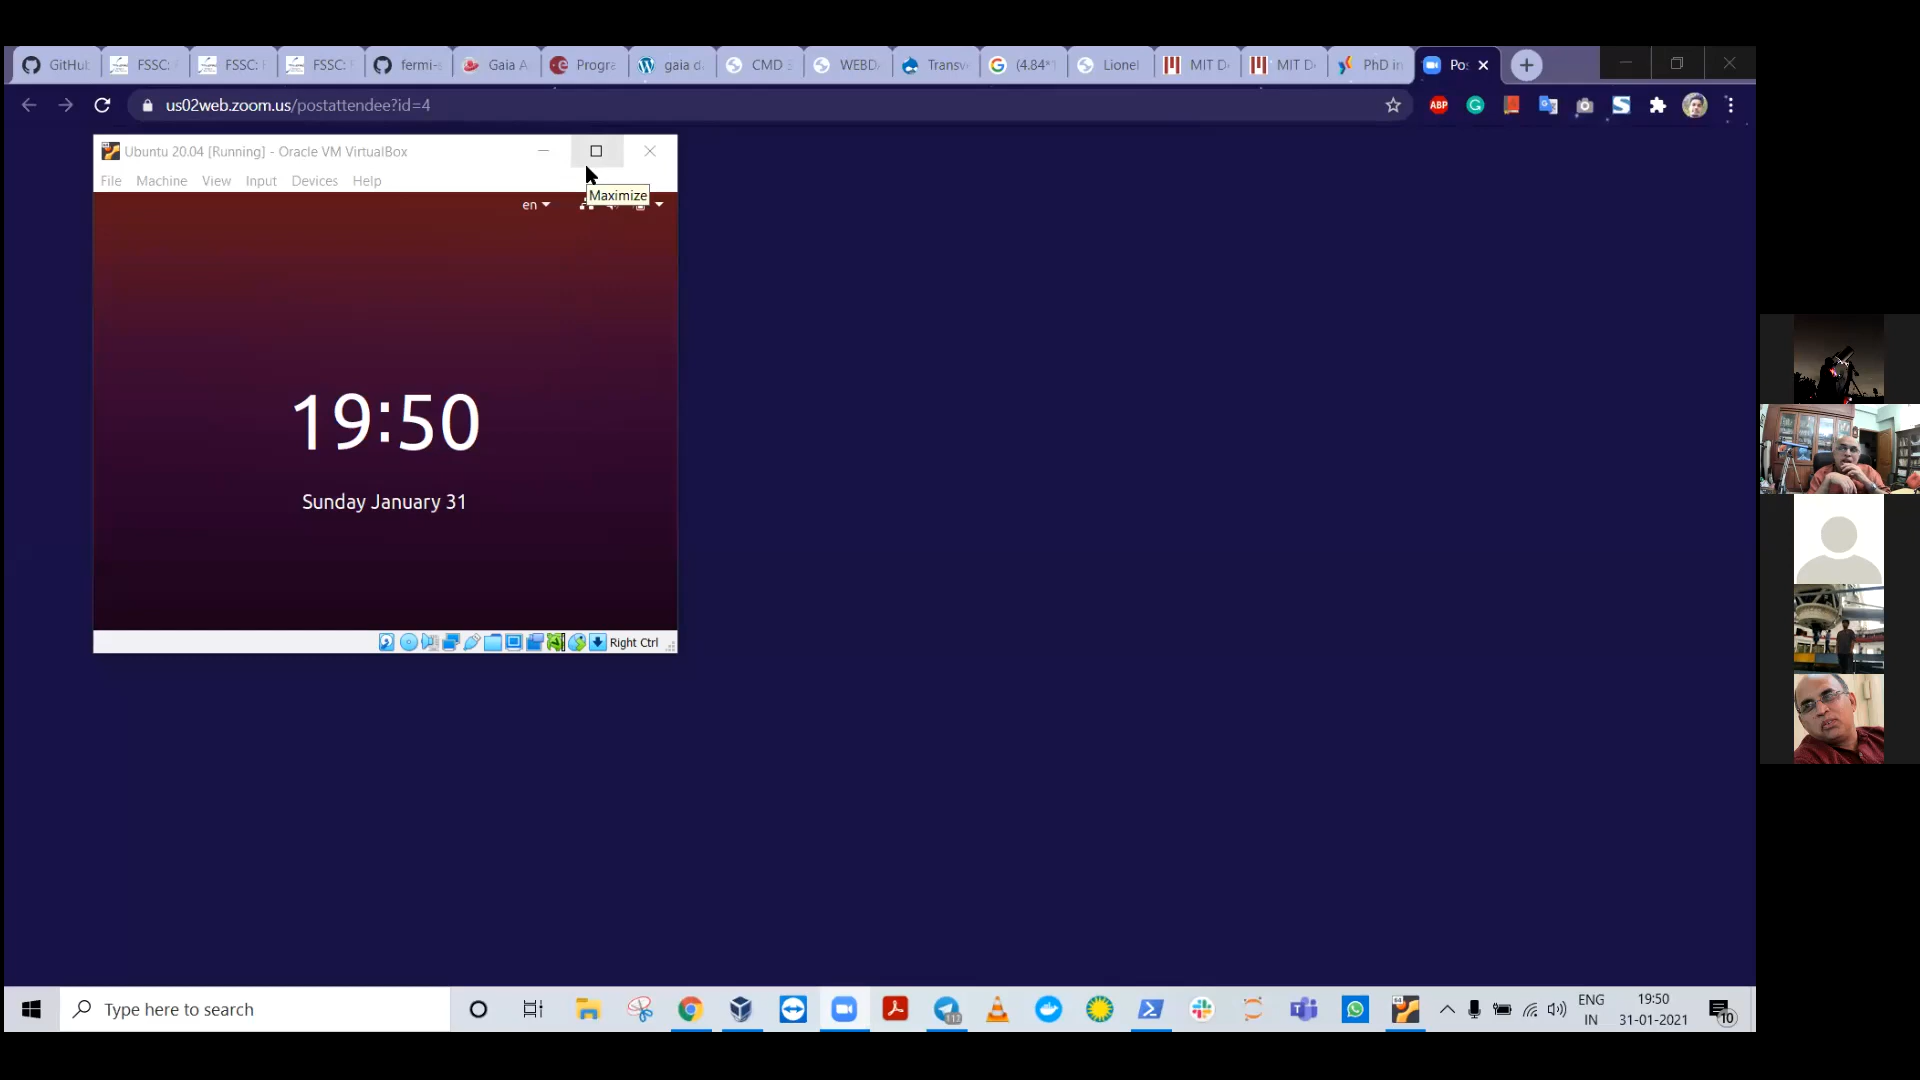 GitHub
FSSC:
FSSC: F
FSSC: F
fermi-s
Gaia A
Progra
gaia d
CMD
WEBD
Transv
(4.84*1
Lionel
MIT D
MIT D
PhD in
Po
us02web.zoom.us/postattendee?id=4
ABP
Ubuntu 20.04 [Running] - Oracle VM VirtualBox
File Machine View Input Devices Help
Maximize
en
19:50
Sunday January 31
Right Ctrl
Type here to search
ENG
IN
19:50
31-01-2021
10